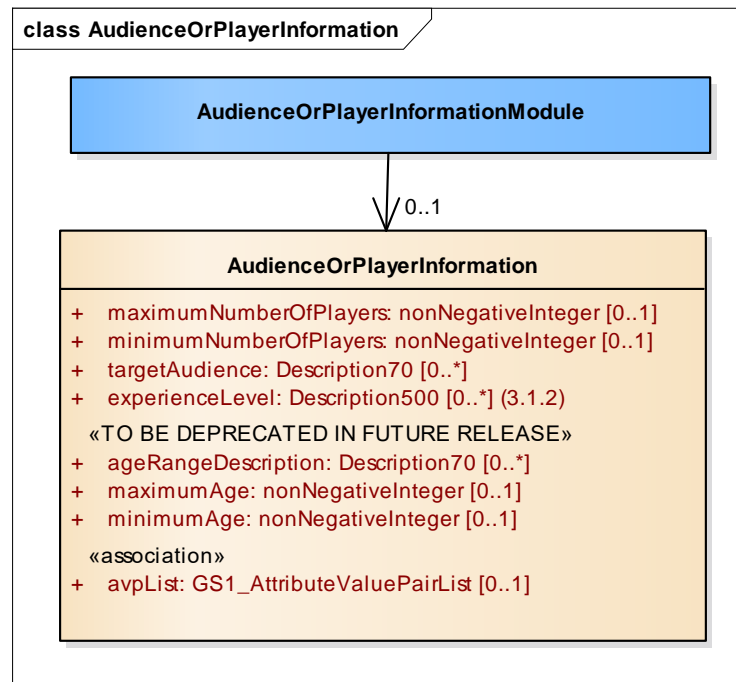 class AudienceOrPlayerInformation
AudienceOrPlayerInformationModule
0..1
AudienceOrPlayerInformation
+ maximumNumberOfPlayers: nonNegativeInteger [0..1]
+ minimumNumberOfPlayers: nonNegativeInteger [0..1]
+ targetAudience: Description70 [0..*]
+ experienceLevel: Description500 [0..*] (3.1.2)
«TO BE DEPRECATED IN FUTURE RELEASE»
+ ageRangeDescription: Description70 [0..*]
+ maximumAge: nonNegativeInteger [0..1]
+ minimumAge: nonNegativeInteger [0..1]
«association»
+ avpList: GS1_AttributeValuePairList [0..1]